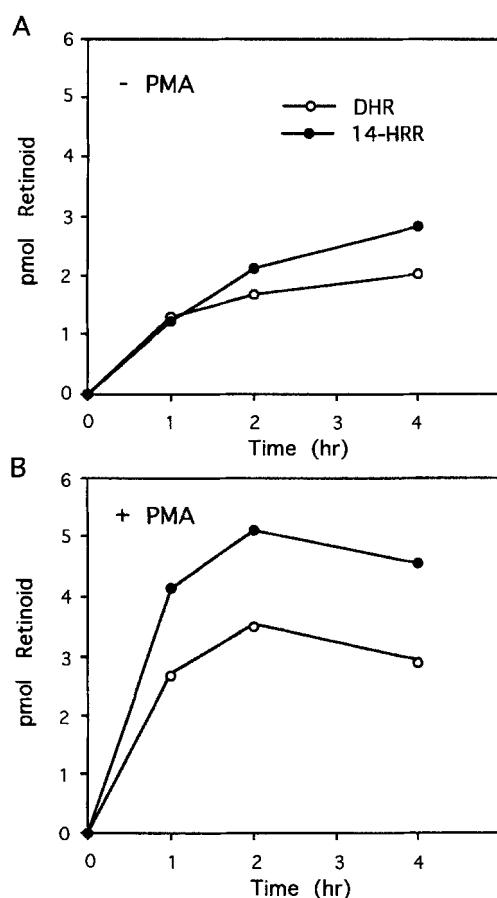 A
6
5
4
3
2
1
0
pmol Retinoid
- PMA
DHR
14-HRR
0 1 2 3 4
Time (hr)
B
6
5
4
3
2
1
0
pmol Retinoid
+ PMA
0 1 2 3 4
Time (hr)